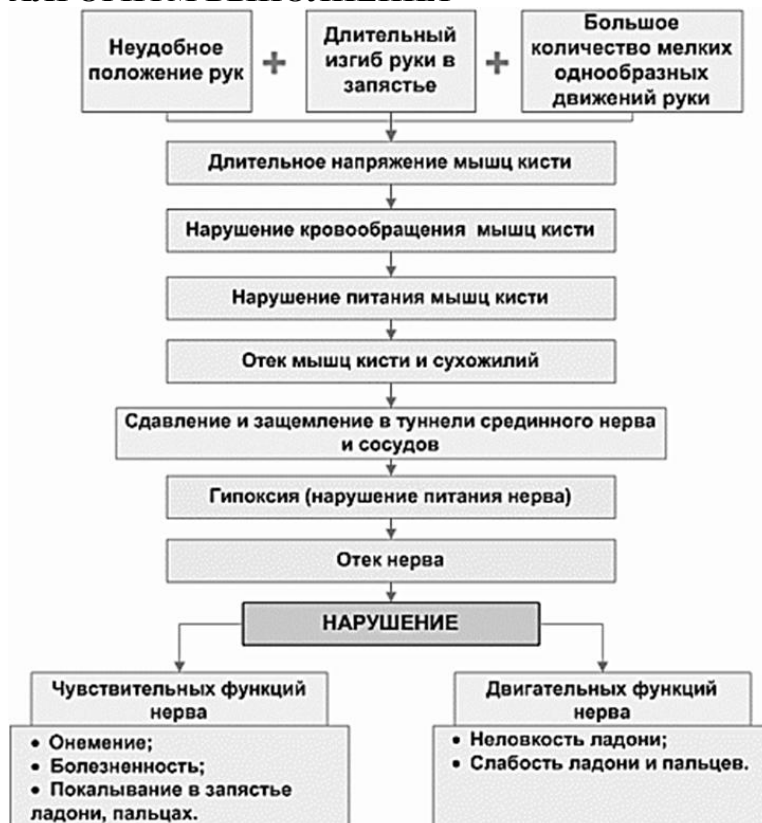 Неудобное
положение рук
+
Длительный
изгиб руки в
запястье
+
Большое
количество мелких
однообразных
движений руки
Длительное напряжение мышц кисти
Нарушение кровообращения мышц кисти
Нарушение питания мышц кисти
Отек мышц кисти и сухожилий
Сдавление и защемление в туннели срединного нерва
и сосудов
Гипоксия (нарушение питания нерва)
Отек нерва
НАРУШЕНИЕ
Чувствительных функций
нерва
• Онемение;
• Болезненность;
• Покалывание в запястье
ладони, пальцах.
Двигательных функций
нерва
• Неловкость ладони;
• Слабость ладони и пальцев.